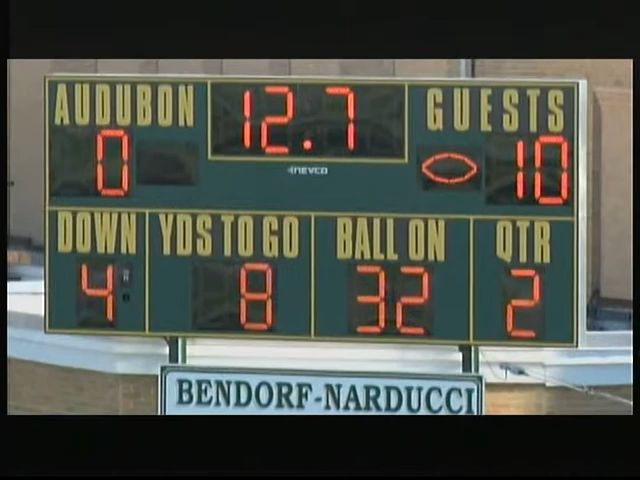 AUDUBON 12.7 GUESTS
0 NEVCO 10
DOWN YDS TO GO BALL ON QTR
4 8 32 2
BENDORF-NARDUCCI